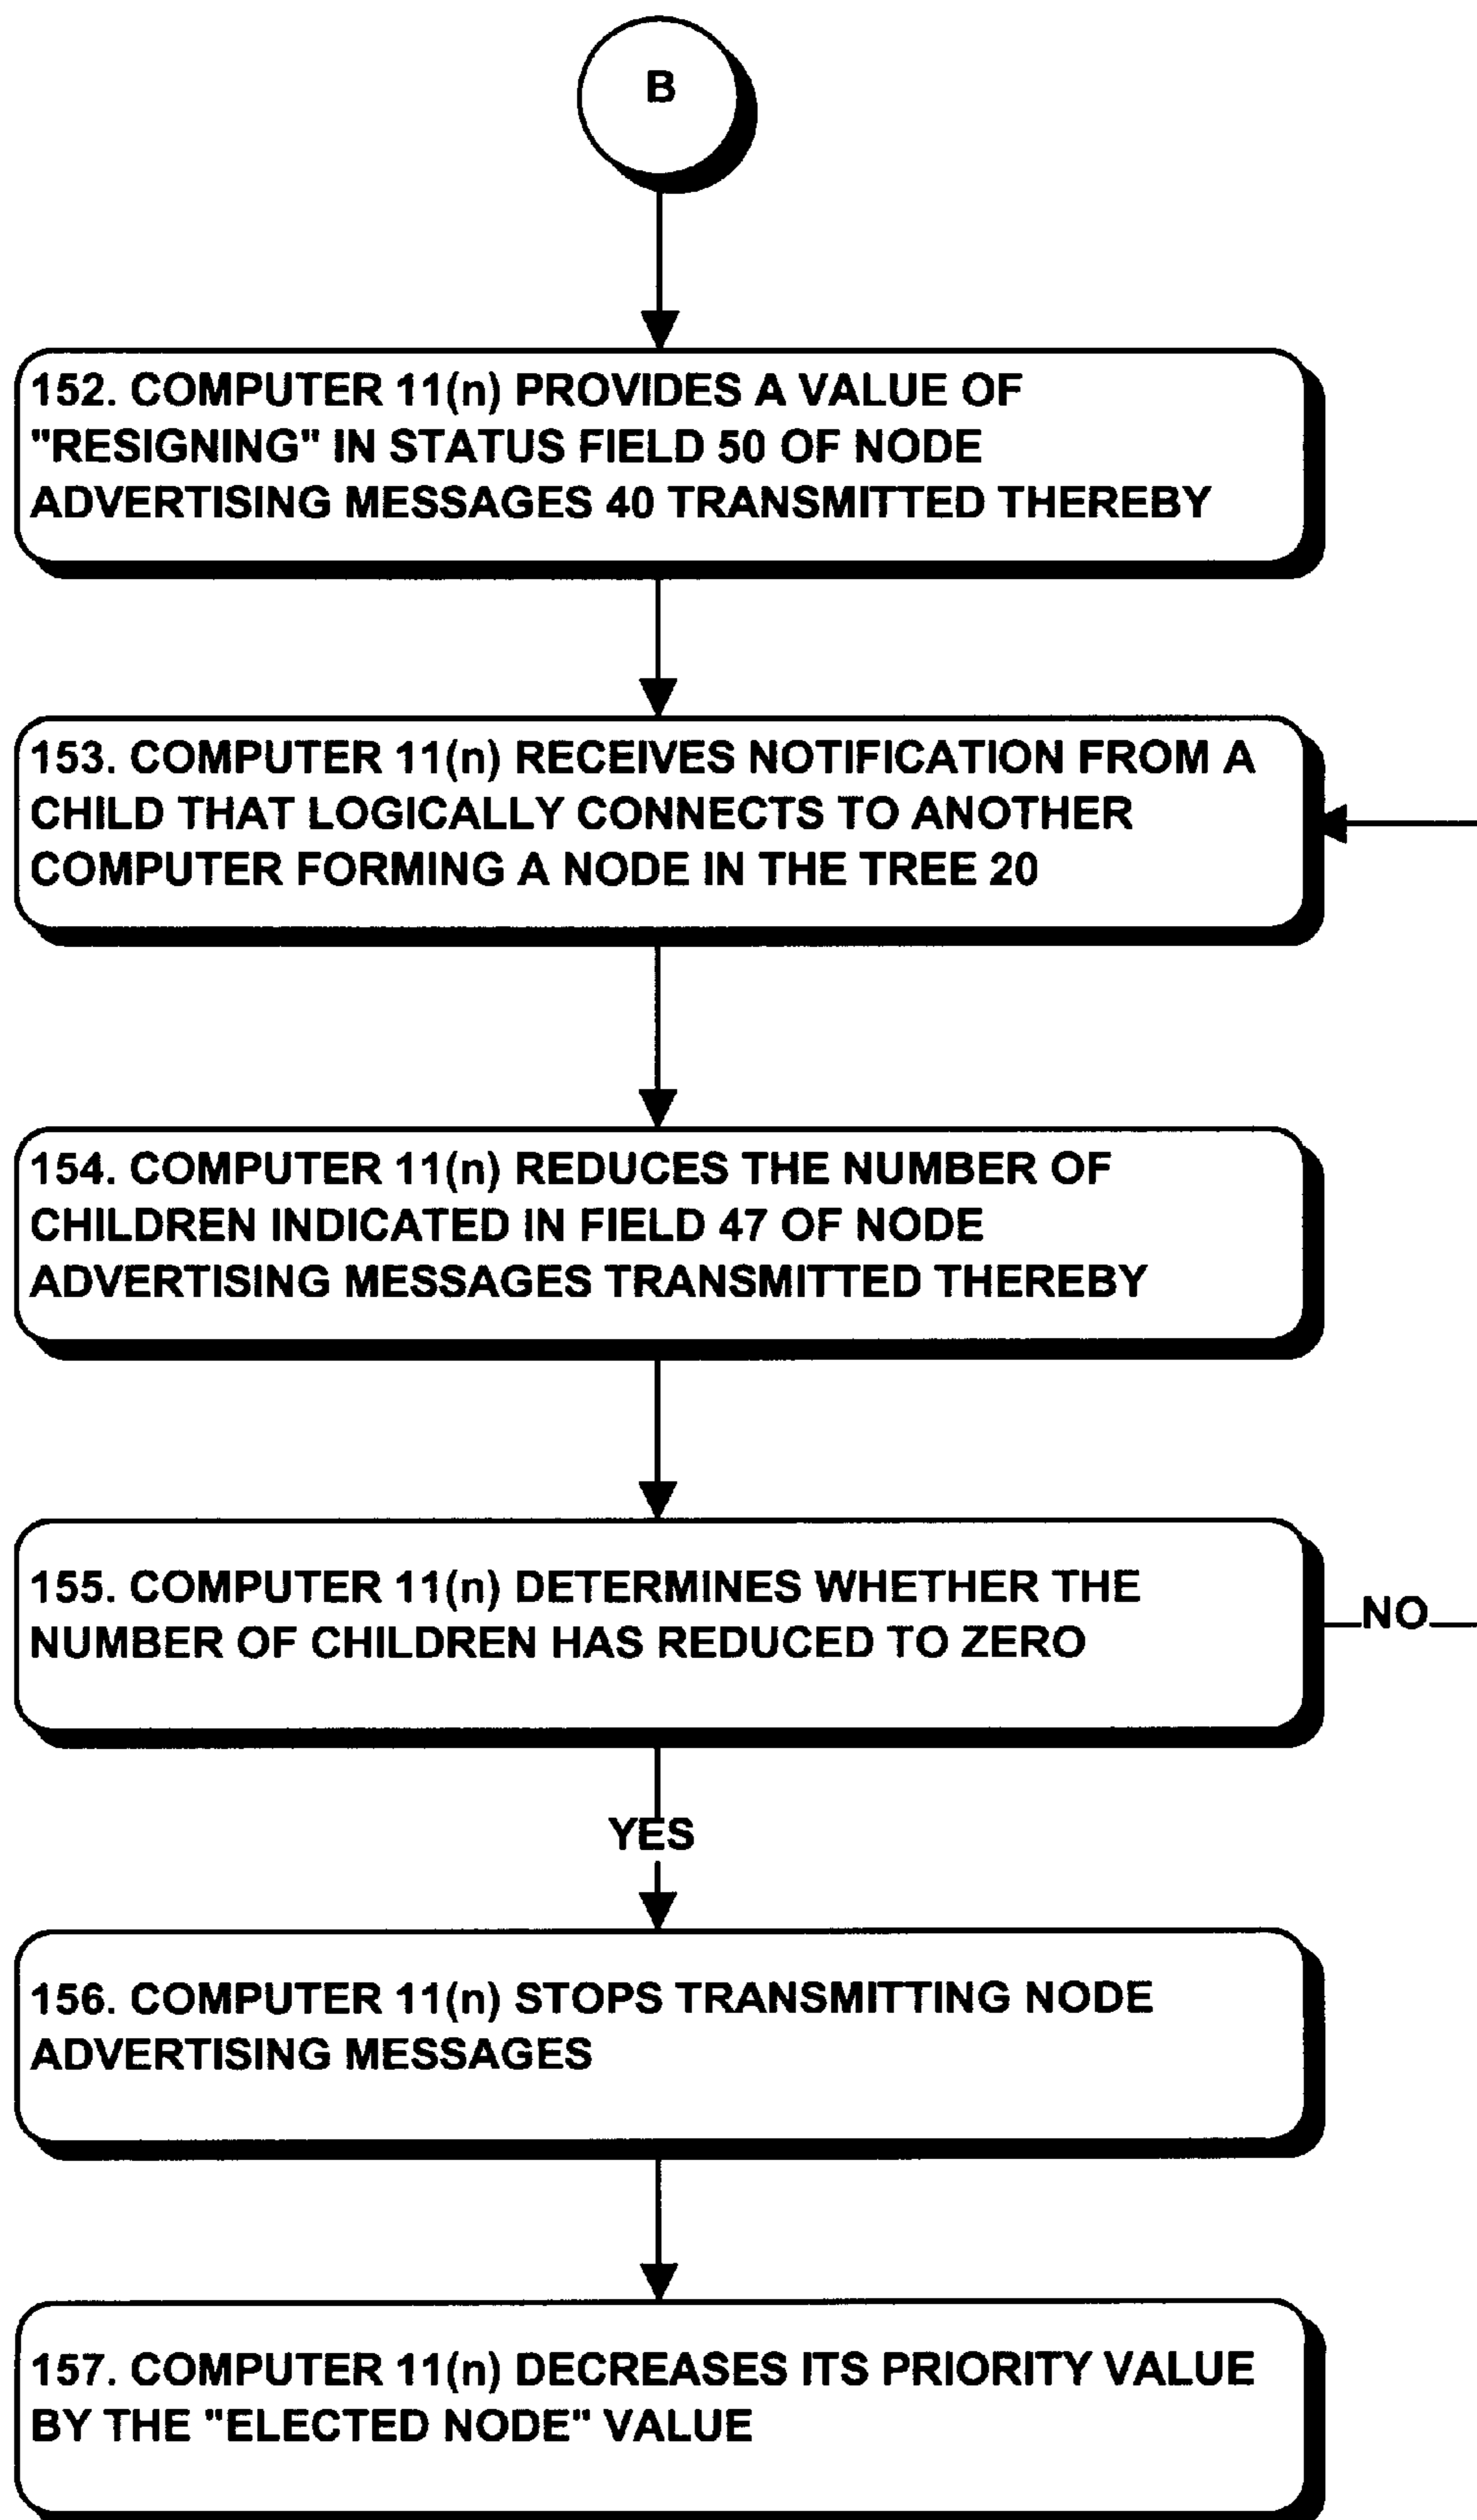 B
152. COMPUTER 11(n) PROVIDES A VALUE OF
"RESIGNING" IN STATUS FIELD 50 OF NODE
ADVERTISING MESSAGES 40 TRANSMITTED THEREBY
153. COMPUTER 11(n) RECEIVES NOTIFICATION FROM A
CHILD THAT LOGICALLY CONNECTS TO ANOTHER
COMPUTER FORMING A NODE IN THE TREE 20
154. COMPUTER 11(n) REDUCES THE NUMBER OF
CHILDREN INDICATED IN FIELD 47 OF NODE
ADVERTISING MESSAGES TRANSMITTED THEREBY
155. COMPUTER 11(n) DETERMINES WHETHER THE
NUMBER OF CHILDREN HAS REDUCED TO ZERO
NO
YES
156. COMPUTER 11(n) STOPS TRANSMITTING NODE
ADVERTISING MESSAGES
157. COMPUTER 11(n) DECREASES ITS PRIORITY VALUE
BY THE "ELECTED NODE" VALUE